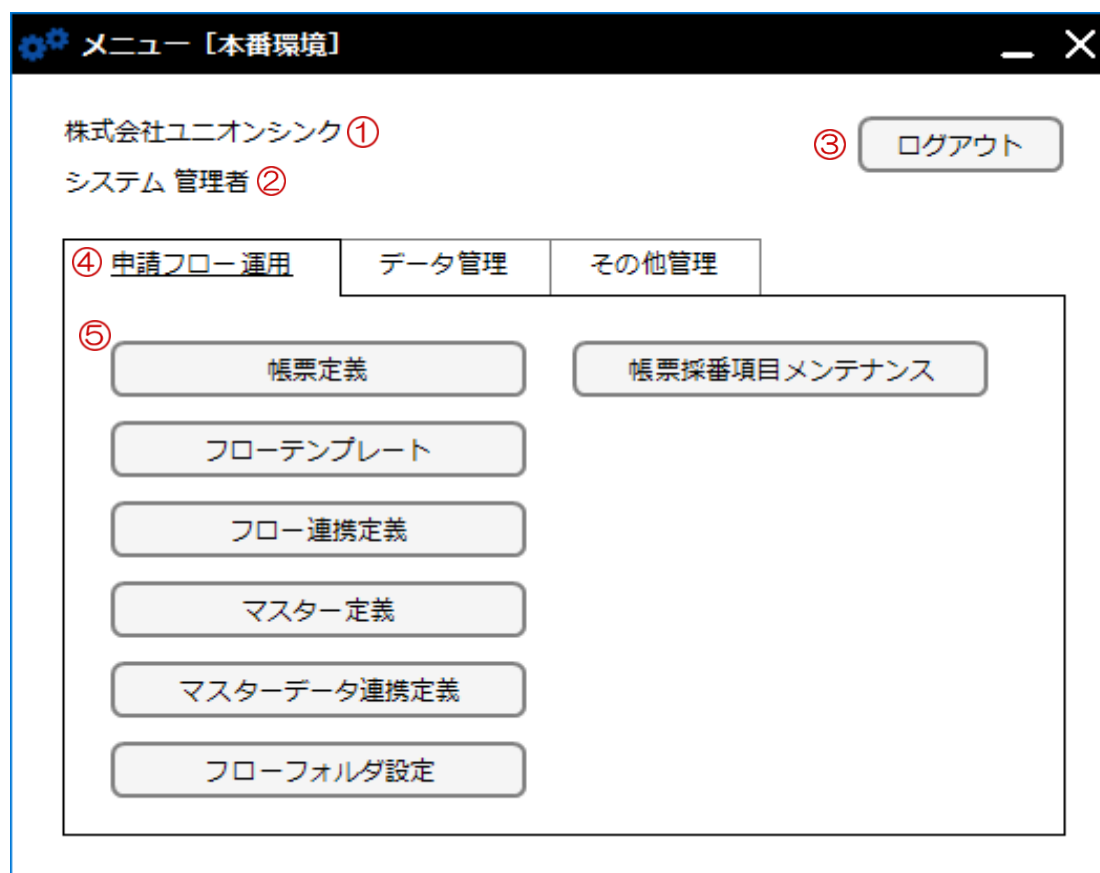 メニュー [本番環境]
株式会社ユニオンシンク①
③ ログアウト
システム 管理者②
④ 申請フロー運用 データ管理 その他管理
⑤
帳票定義 帳票採番項目メンテナンス
フローテンプレート
フロー連携定義
マスター定義
マスターデータ連携定義
フローフォルダ設定